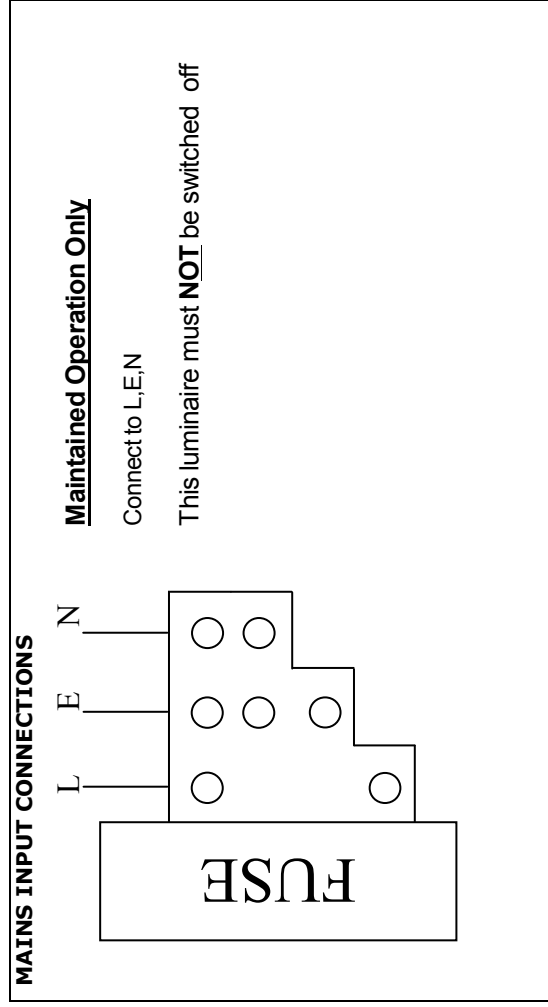 MAINS INPUT CONNECTIONS
L E N
FUSE
Maintained Operation Only
Connect to L,E,N
This luminaire must NOT be switched off